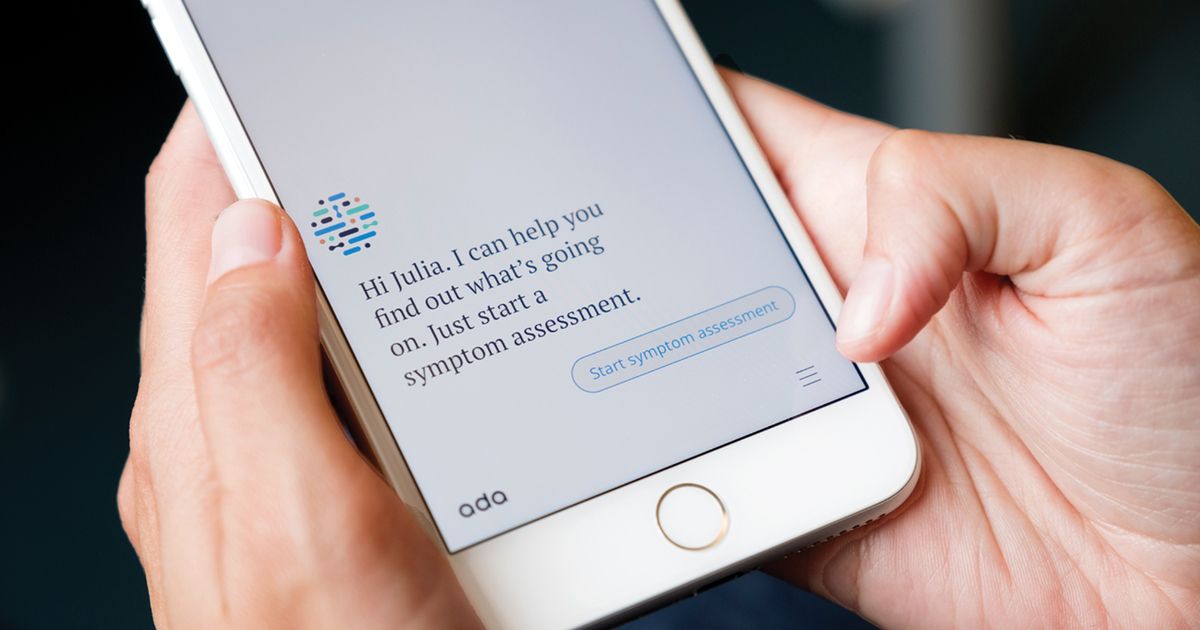 Hi Julia. I can help you
find out what's going
on. Just start a
symptom assessment.
Start symptom assessment
ada